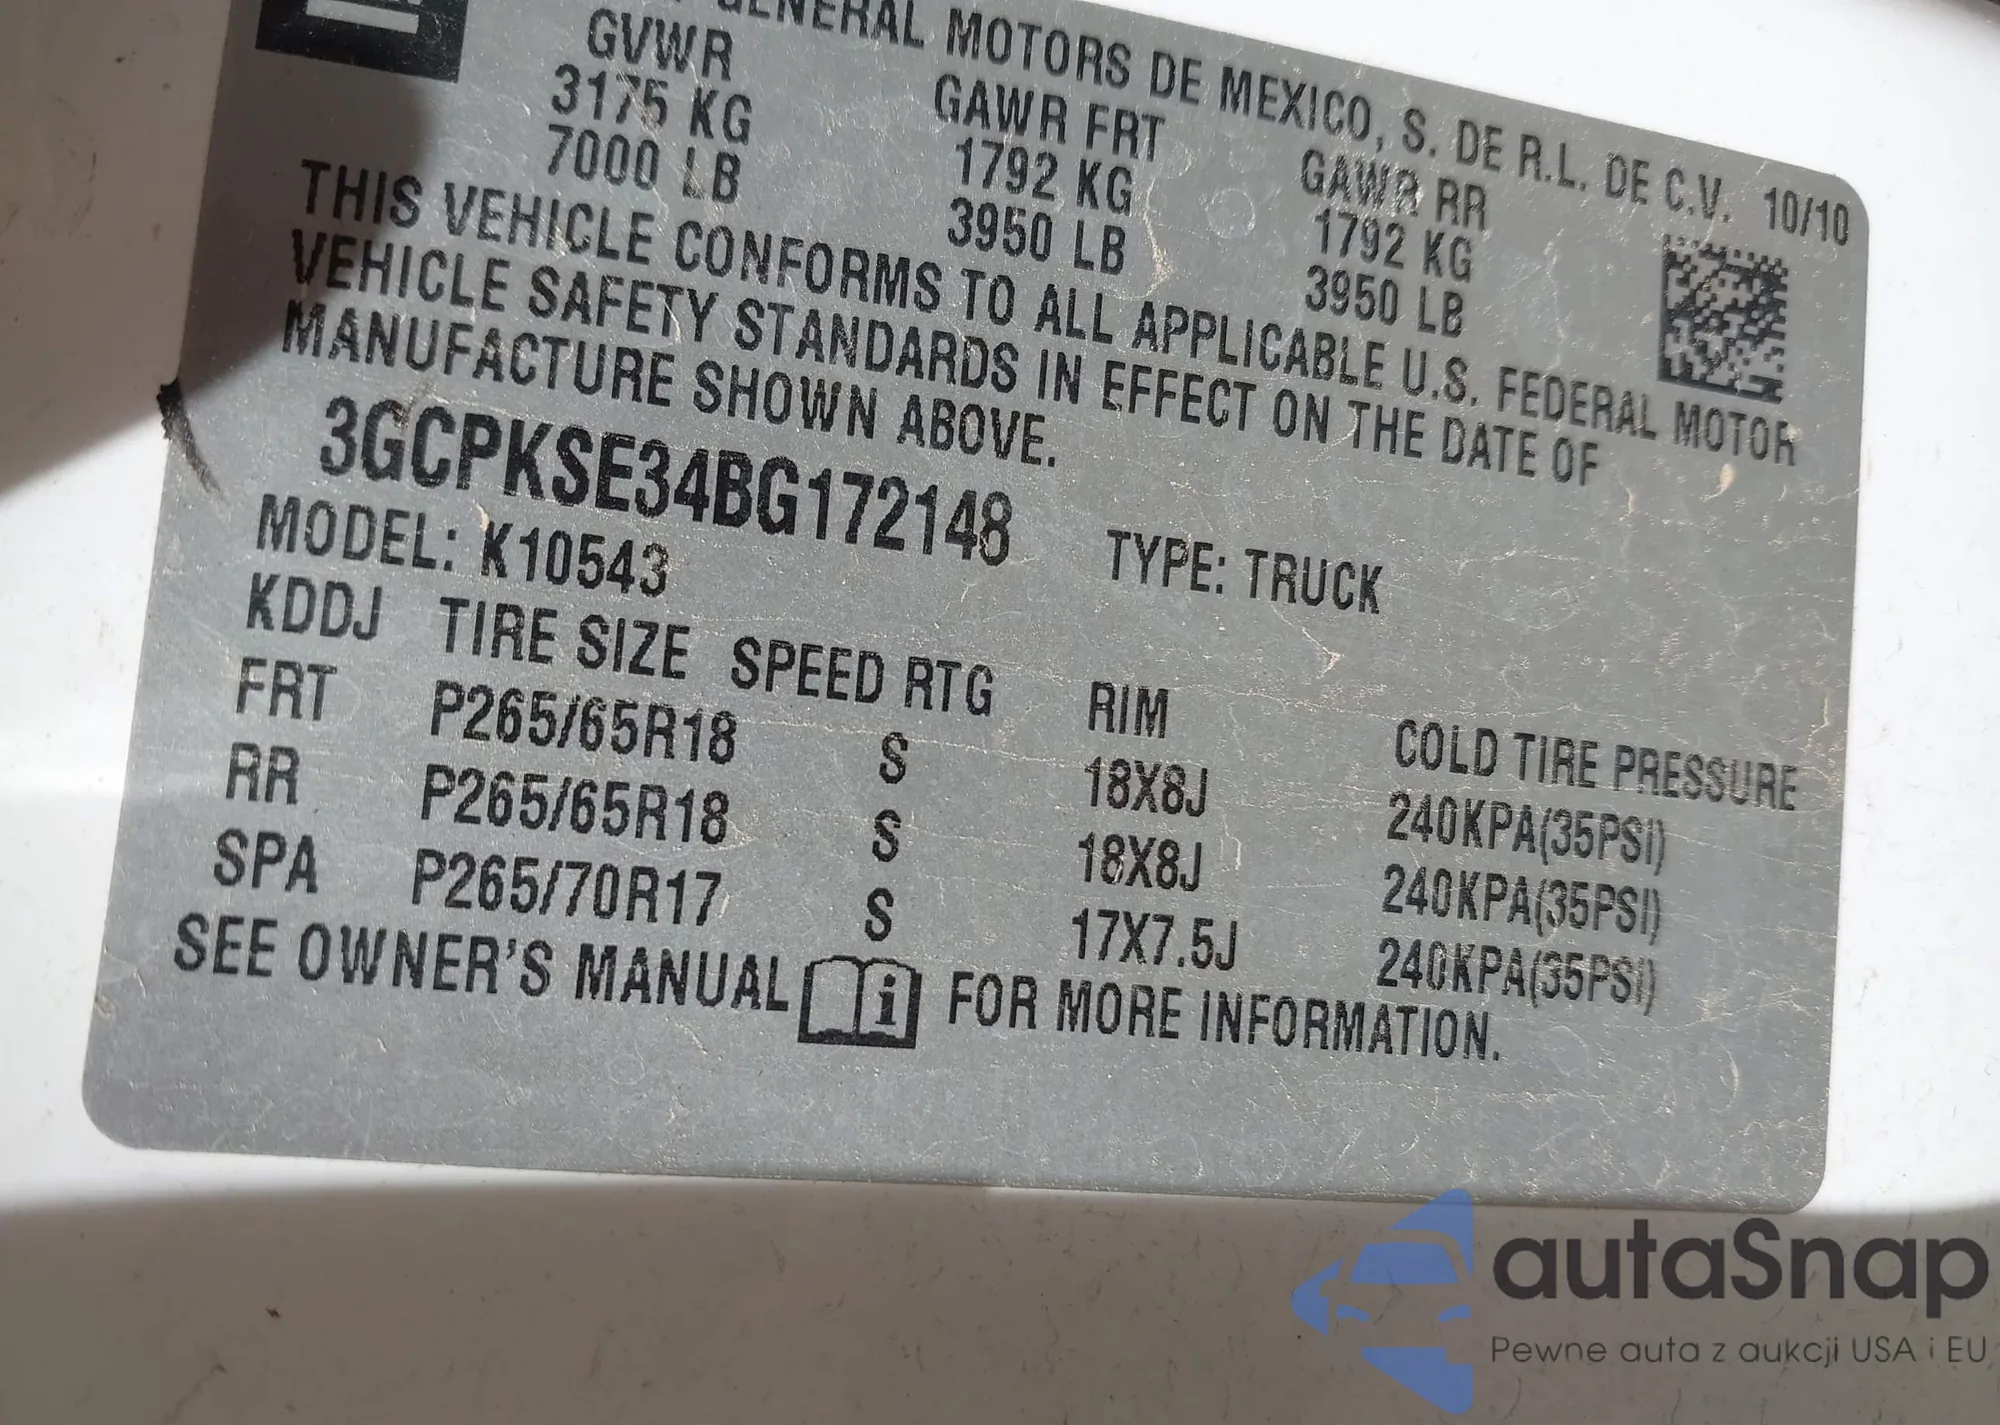 GENERAL MOTORS DE MEXICO, S. DE R.L. DE C.V. 10/10
GVWR GAWR FRT GAWR RR
3175 KG 1792 KG 1792 KG
7000 LB 3950 LB 3950 LB
THIS VEHICLE CONFORMS TO ALL APPLICABLE U.S. FEDERAL MOTOR
VEHICLE SAFETY STANDARDS IN EFFECT ON THE DATE OF
MANUFACTURE SHOWN ABOVE.
3GCPKSE34BG172148 TYPE: TRUCK
MODEL: K10543
KDDJ TIRE SIZE SPEED RTG RIM COLD TIRE PRESSURE
FRT P265/65R18 S 18X8J 240KPA(35PSI)
RR P265/65R18 S 18X8J 240KPA(35PSI)
SPA P265/70R17 S 17X7.5J 240KPA(35PSI)
SEE OWNER'S MANUAL i FOR MORE INFORMATION.
autaSnap
Pewne auta z aukcji USA i EU